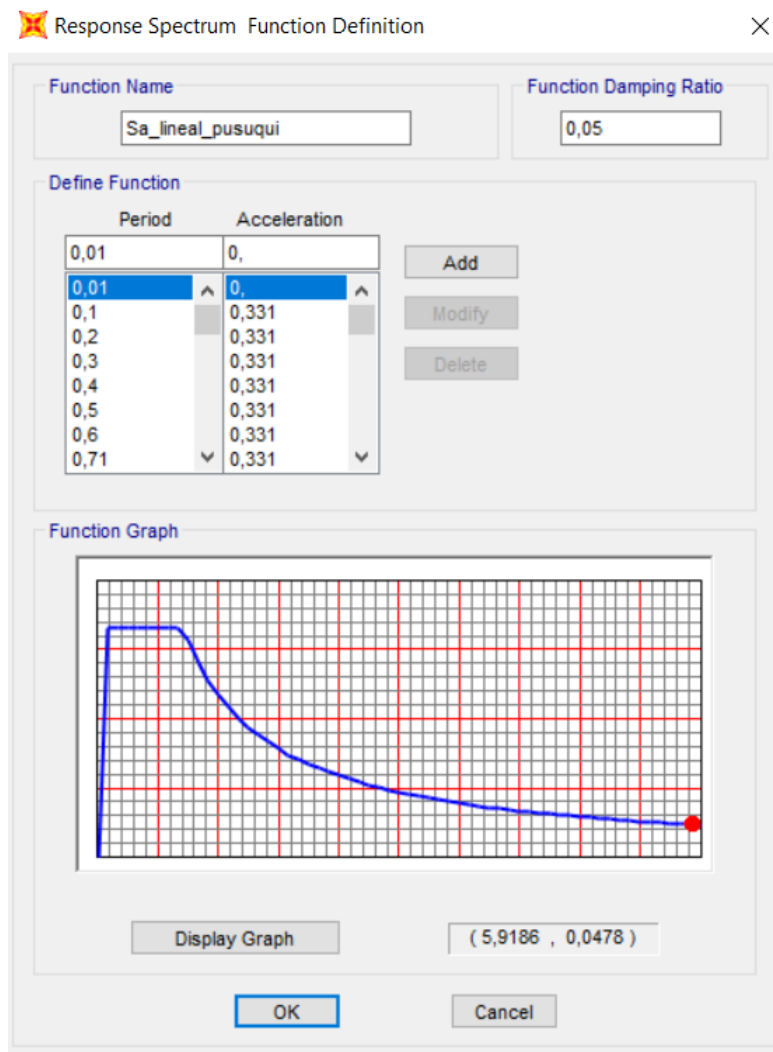 Response Spectrum Function Definition
Function Name
Function Damping Ratio
Sa_lineal_pusuqui
0,05
Define Function
Period Acceleration
0,01 0,
Add
0,01 0,
0,1 0,331
Modify
0,2 0,331
0,3 0,331
Delete
0,4 0,331
0,5 0,331
0,6 0,331
0,71 0,331
Function Graph
Display Graph
( 5,9186 , 0,0478 )
OK
Cancel